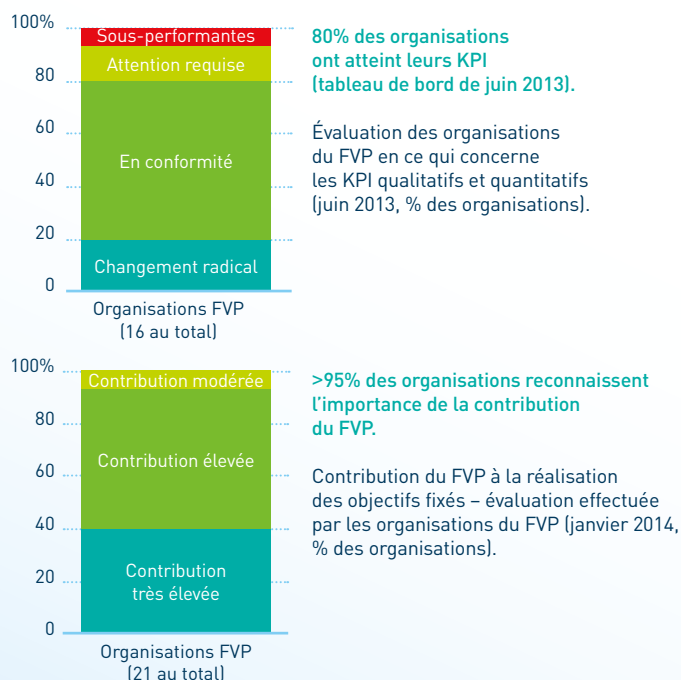 100%
80
60
40
20
0
Sous-performantes
Attention requise
En conformité
Changement radical
Organisations FVP
(16 au total)
80% des organisations
ont atteint leurs KPI
(tableau de bord de juin 2013).
Évaluation des organisations
du FVP en ce qui concerne
les KPI qualitatifs et quantitatifs
(juin 2013, % des organisations).
100%
80
60
40
20
0
Contribution modérée
Contribution élevée
Contribution
très élevée
Organisations FVP
(21 au total)
>95% des organisations reconnaissent
l’importance de la contribution
du FVP.
Contribution du FVP à la réalisation
des objectifs fixés – évaluation effectuée
par les organisations du FVP (janvier 2014,
% des organisations).